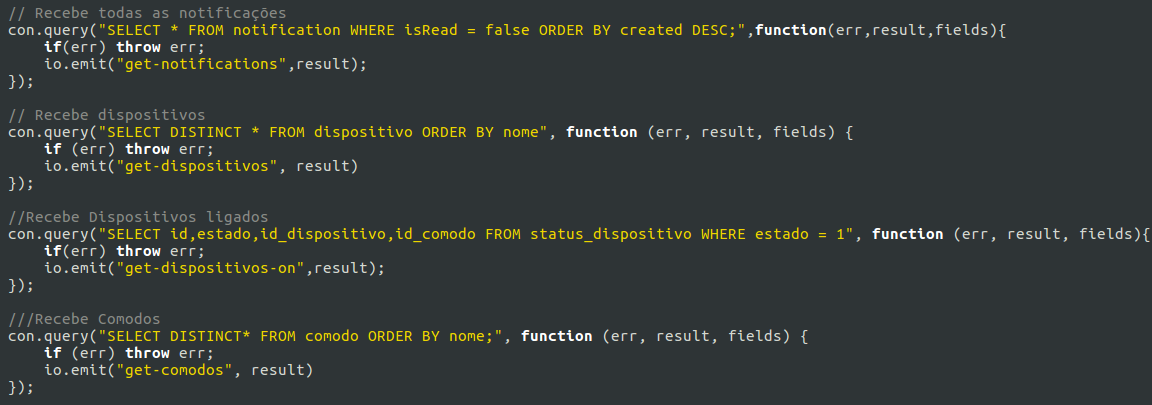 // Recebe todas as notificações
con.query("SELECT * FROM notification WHERE isRead = false ORDER BY created DESC;",function(err,result,fields){
    if(err) throw err;
    io.emit("get-notifications",result);
});

// Recebe dispositivos
con.query("SELECT DISTINCT * FROM dispositivo ORDER BY nome", function (err, result, fields) {
    if (err) throw err;
    io.emit("get-dispositivos", result)
});

//Recebe Dispositivos ligados
con.query("SELECT id,estado,id_dispositivo,id_comodo FROM status_dispositivo WHERE estado = 1", function (err, result, fields){
    if(err) throw err;
    io.emit("get-dispositivos-on",result);
});

///Recebe Comodos
con.query("SELECT DISTINCT* FROM comodo ORDER BY nome;", function (err, result, fields) {
    if (err) throw err;
    io.emit("get-comodos", result)
});